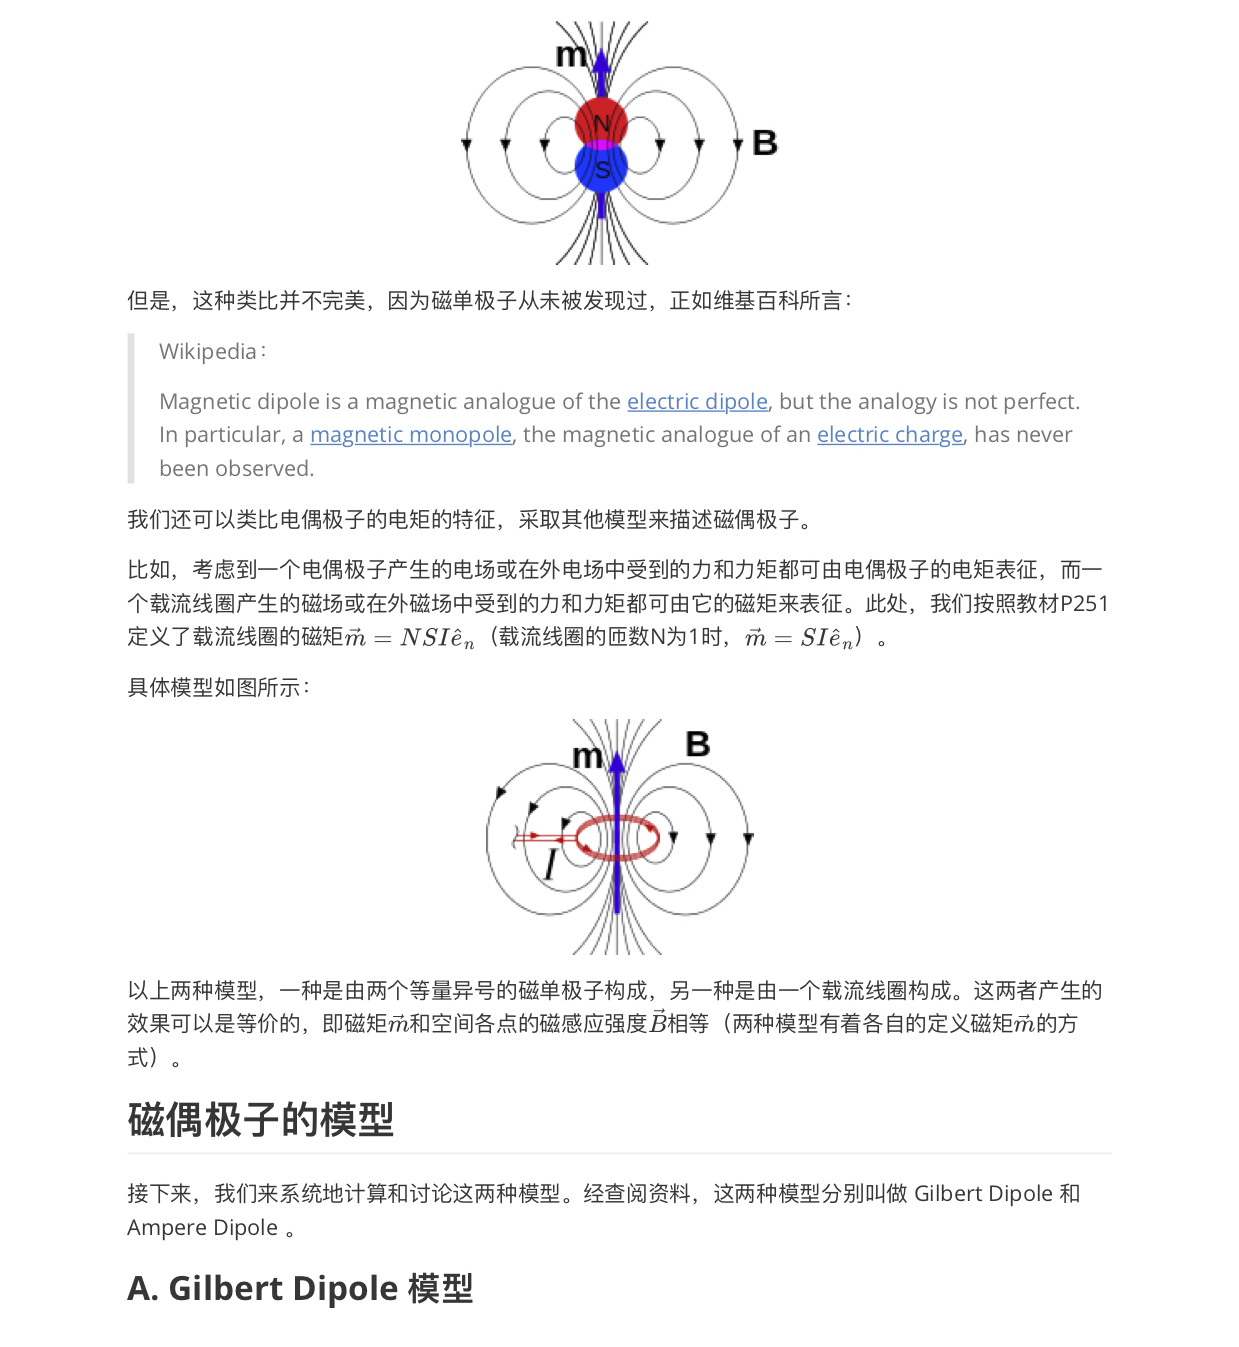 m
N
B
S
但是，这种类比并不完美，因为磁单极子从未被发现过，正如维基百科所言：
Wikipedia：
Magnetic dipole is a magnetic analogue of the electric dipole, but the analogy is not perfect.
In particular, a magnetic monopole, the magnetic analogue of an electric charge, has never
been observed.
我们还可以类比电偶极子的电矩的特征，采取其他模型来描述磁偶极子。
比如，考虑到一个电偶极子产生的电场或在外电场中受到的力和力矩都可由电偶极子的电矩表征，而一
个载流线圈产生的磁场或在外磁场中受到的力和力矩都可由它的磁矩来表征。此处，我们按照教材P251
定义了载流线圈的磁矩$\vec{m} = NSI\hat{e}_n$（载流线圈的匝数N为1时，$\vec{m} = SI\hat{e}_n$）。
具体模型如图所示：
B
m
I
以上两种模型，一种是由两个等量异号的磁单极子构成，另一种是由一个载流线圈构成。这两者产生的
效果可以是等价的，即磁矩$\vec{m}$和空间各点的磁感应强度$\vec{B}$相等（两种模型有着各自的定义磁矩$\vec{m}$的方
式）。
磁偶极子的模型
接下来，我们来系统地计算和讨论这两种模型。经查阅资料，这两种模型分别叫做 Gilbert Dipole 和
Ampere Dipole 。
A. Gilbert Dipole 模型